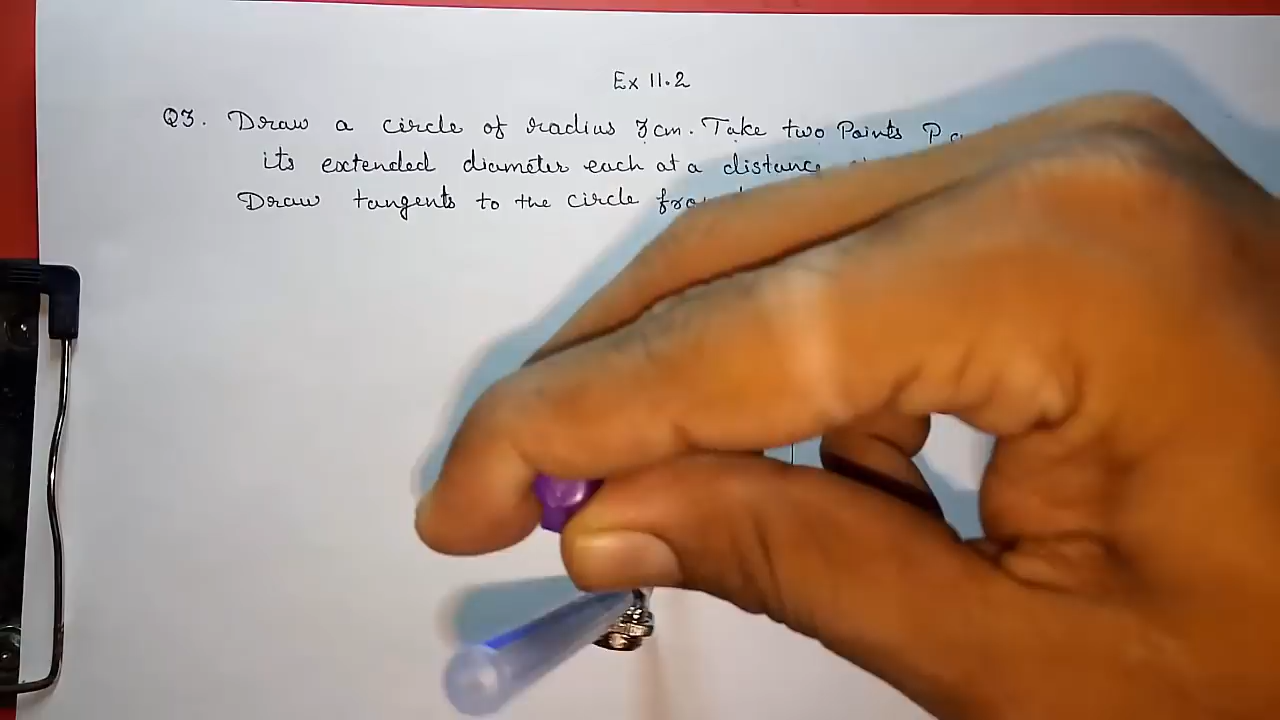 Ex 11.2
Q3. Draw a circle of radius 3cm. Take two Points P
its extended diameter each at a distance
Draw tangents to the circle